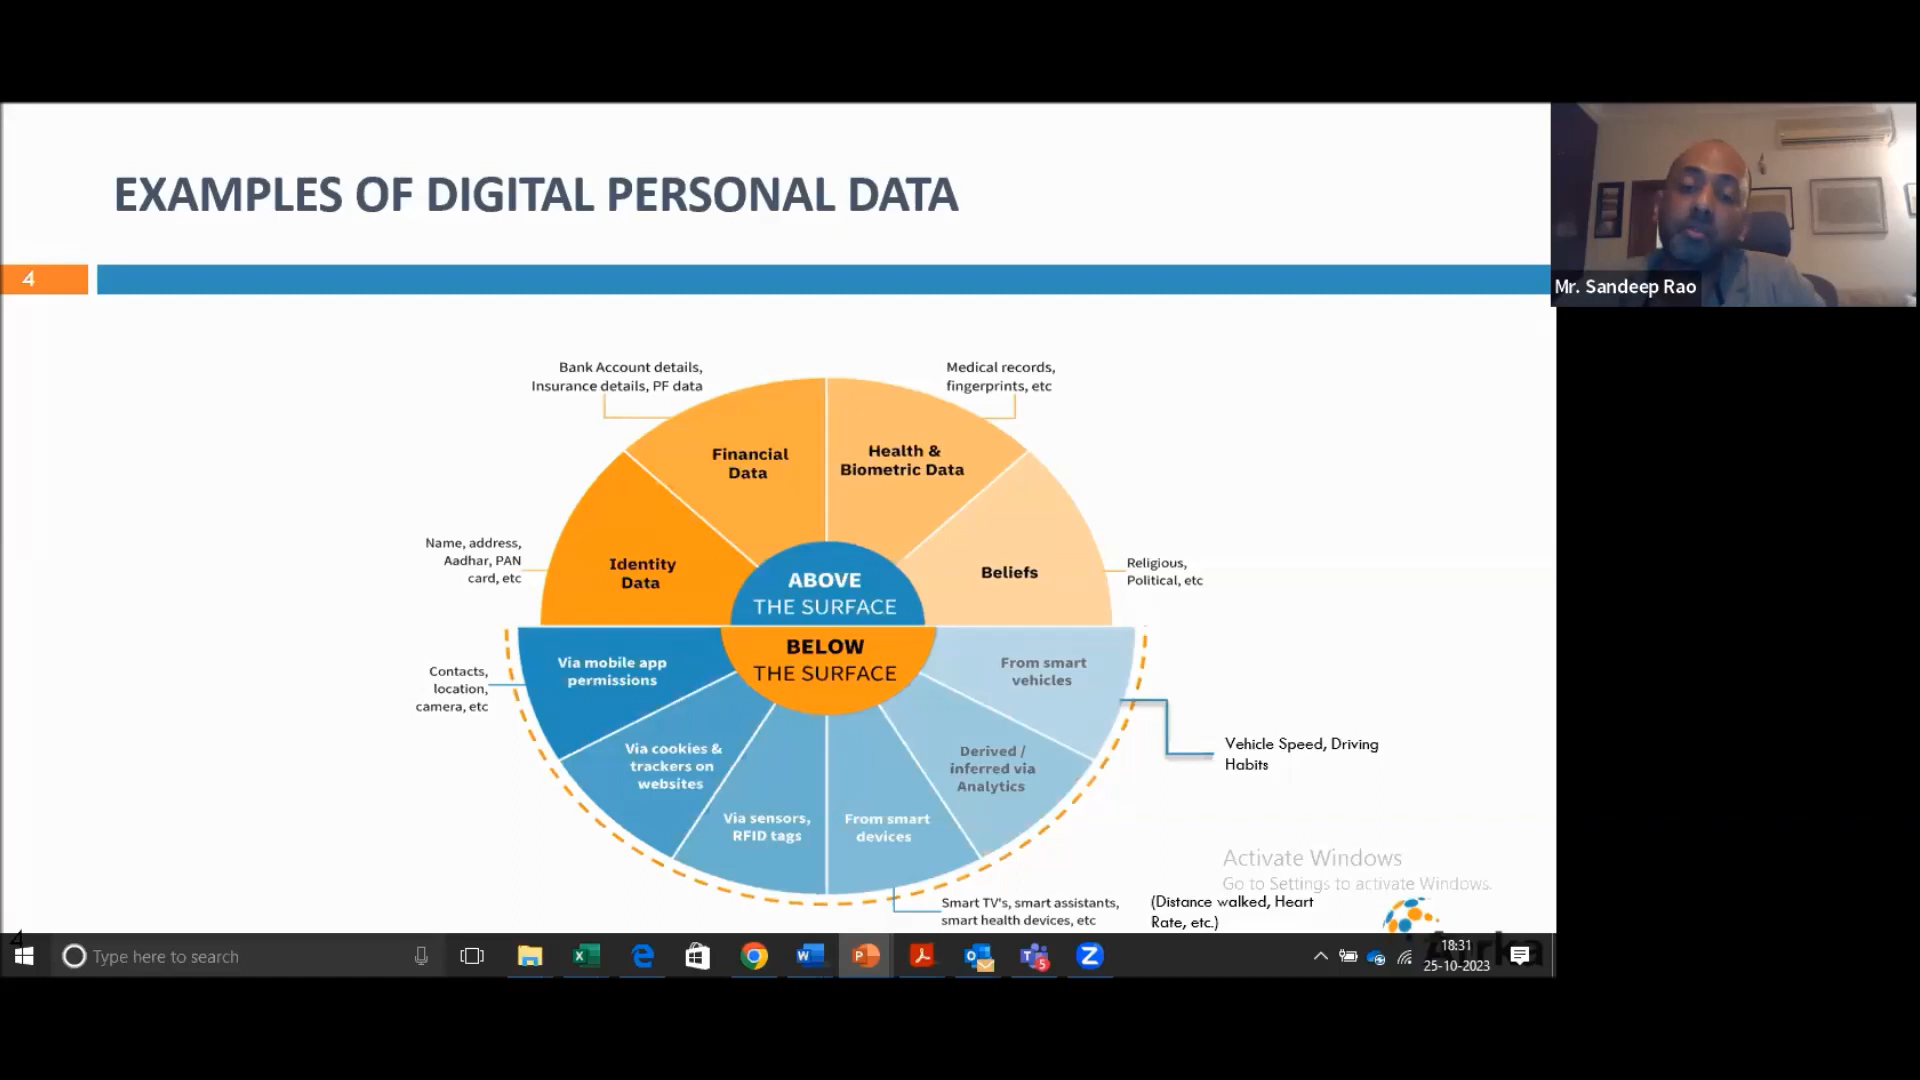 EXAMPLES OF DIGITAL PERSONAL DATA
4
Mr. Sandeep Rao
Bank Account details,
Insurance details, PF data
Medical records,
fingerprints, etc
Financial
Data
Health &
Biometric Data
Name, address,
Aadhar, PAN
card, etc
Identity
Data
Beliefs
Religious,
Political, etc
ABOVE
THE SURFACE
BELOW
THE SURFACE
Contacts,
location,
camera, etc
Via mobile app
permissions
From smart
vehicles
Via cookies &
trackers on
websites
Derived /
inferred via
Analytics
Vehicle Speed, Driving
Habits
Via sensors,
RFID tags
From smart
devices
Smart TV's, smart assistants,
smart health devices, etc
(Distance walked, Heart
Rate, etc.)
Activate Windows
Go to Settings to activate Windows.
4
Type here to search
5
18:31
25-10-2023